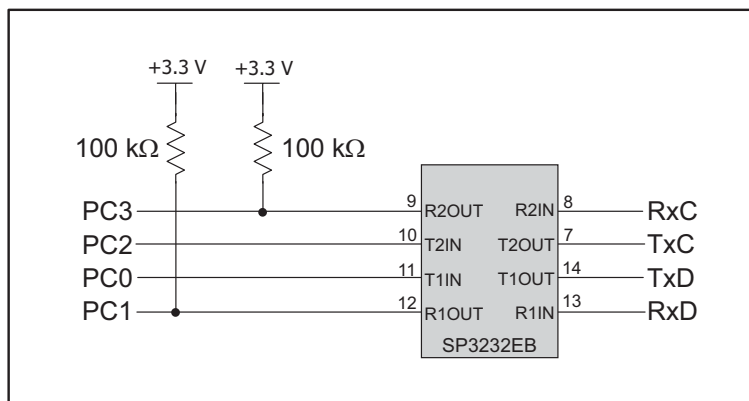 +3.3 V +3.3 V
100 kΩ 100 kΩ
PC3 9 R2OUT R2IN 8 RxC
PC2 10 T2IN T2OUT 7 TxC
PC0 11 T1IN T1OUT 14 TxD
PC1 12 R1OUT R1IN 13 RxD
SP3232EB